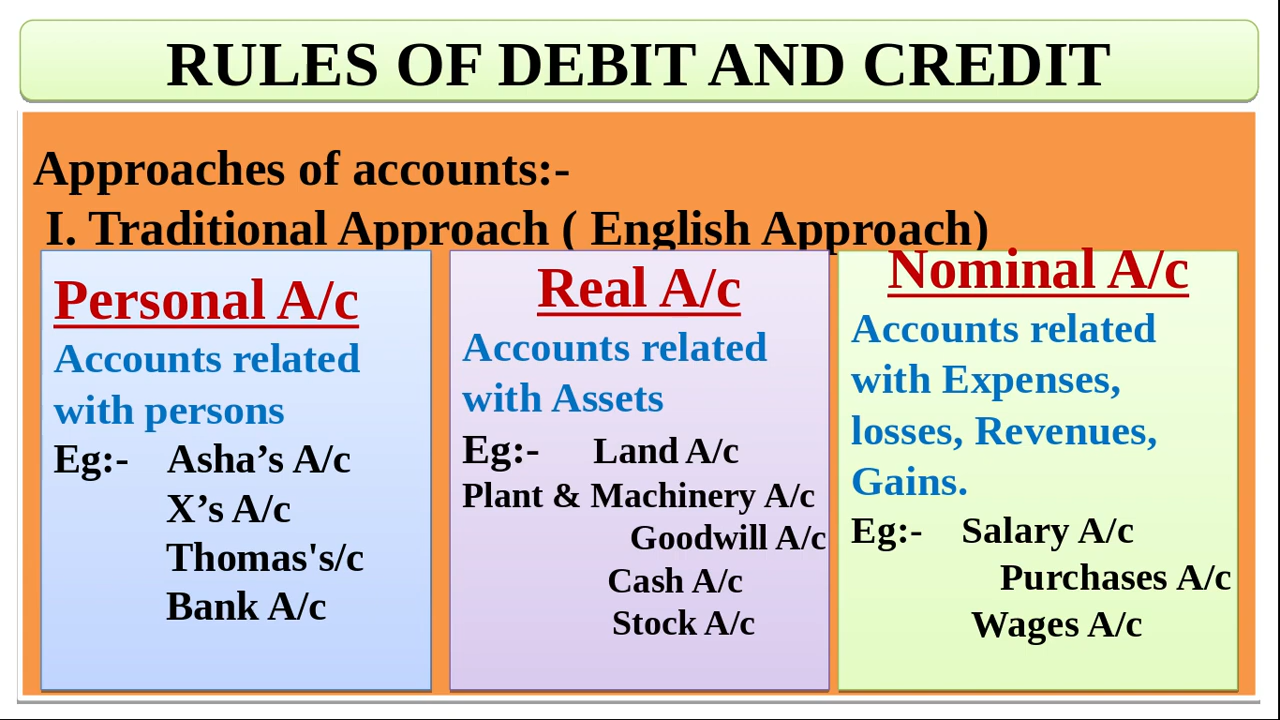 RULES OF DEBIT AND CREDIT
Approaches of accounts:-
I. Traditional Approach ( English Approach)
Personal A/c
Accounts related
with persons
Eg:- Asha’s A/c
X’s A/c
Thomas's/c
Bank A/c
Real A/c
Accounts related
with Assets
Eg:- Land A/c
Plant & Machinery A/c
Goodwill A/c
Cash A/c
Stock A/c
Nominal A/c
Accounts related
with Expenses,
losses, Revenues,
Gains.
Eg:- Salary A/c
Purchases A/c
Wages A/c